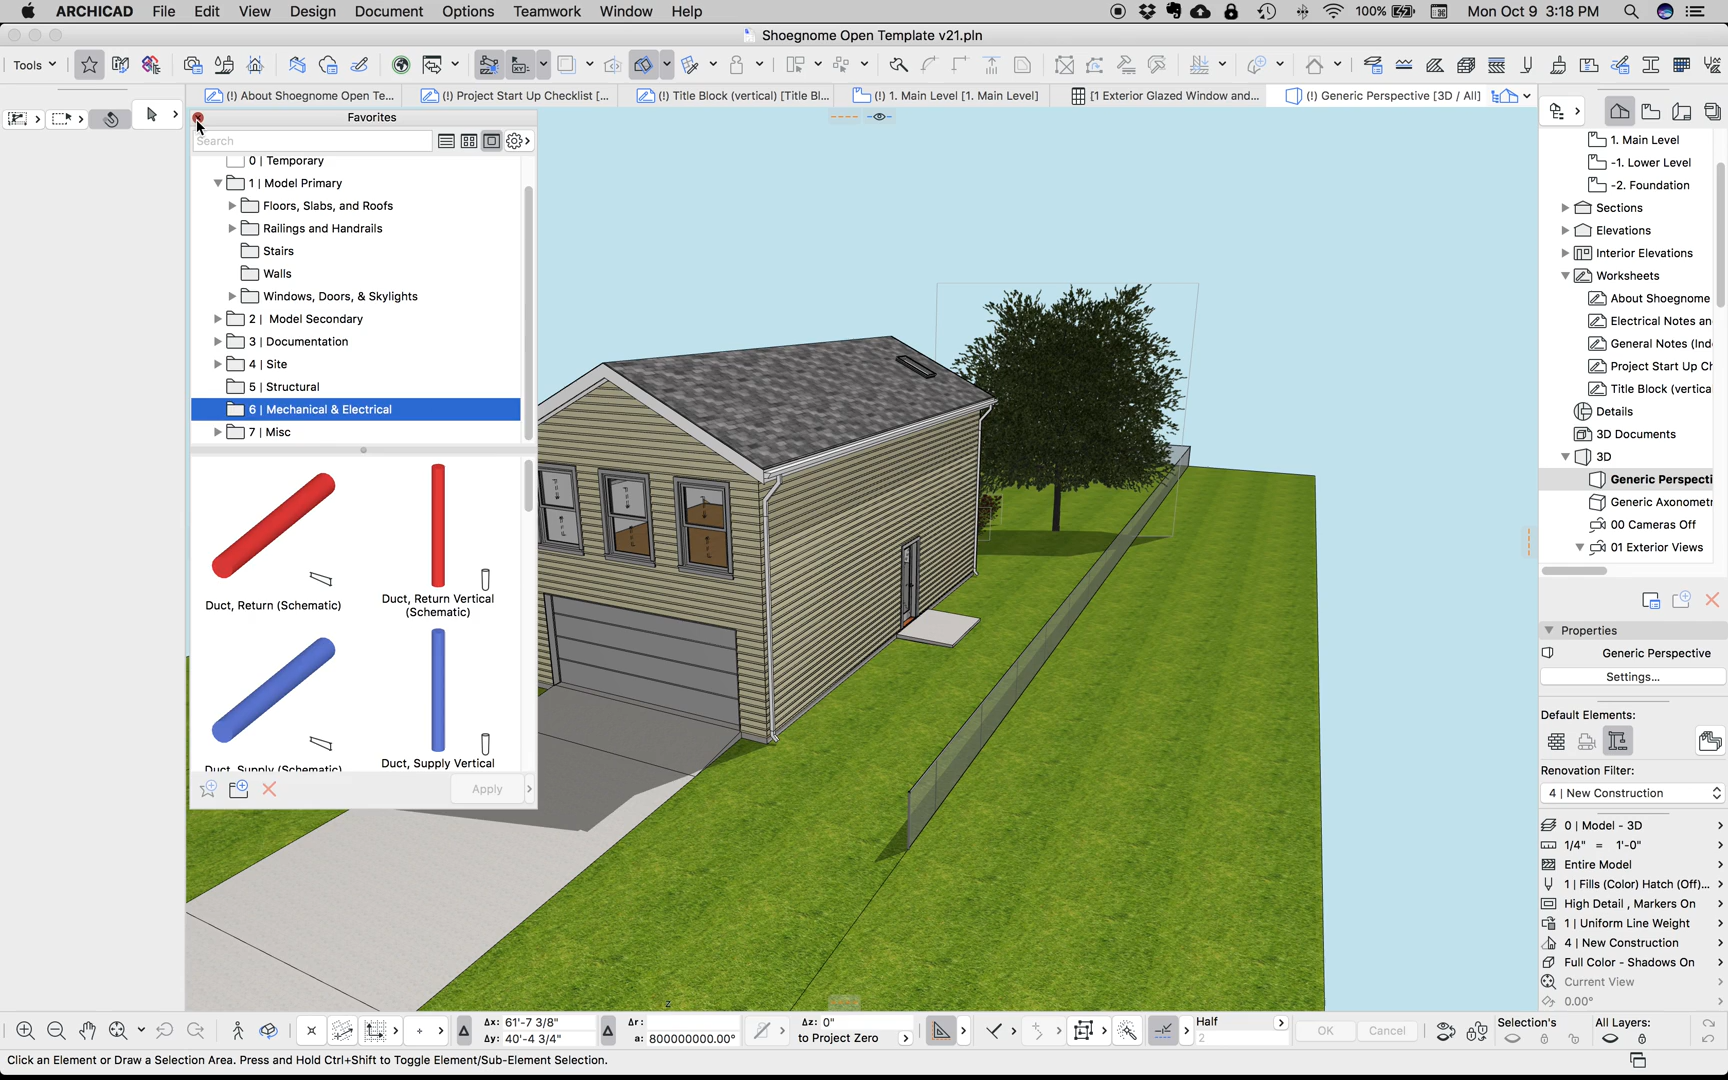 ARCHICAD File Edit View Design Document Options Teamwork Window Help 100% Mon Oct 9 3:18 PM
Shoegnome Open Template v21.pln
Tools
(!) About Shoegnome Open Te...
(!) Project Start Up Checklist [...
(!) Title Block (vertical) [Title Bl...
(!) 1. Main Level [1. Main Level]
[1 Exterior Glazed Window and...
(!) Generic Perspective [3D / All]
Favorites
Search
0 | Temporary
1 | Model Primary
Floors, Slabs, and Roofs
Railings and Handrails
Stairs
Walls
Windows, Doors, & Skylights
2 | Model Secondary
3 | Documentation
4 | Site
5 | Structural
6 | Mechanical & Electrical
7 | Misc
Duct, Return (Schematic)
Duct, Return Vertical
(Schematic)
Duct, Supply (Schematic)
Duct, Supply Vertical
Apply
1. Main Level
-1. Lower Level
-2. Foundation
Sections
Elevations
Interior Elevations
Worksheets
About Shoegnome
Electrical Notes an
General Notes (Ind
Project Start Up Ch
Title Block (vertica
Details
3D Documents
3D
Generic Perspecti
Generic Axonomet
00 Cameras Off
01 Exterior Views
Properties
Generic Perspective
Settings...
Default Elements:
Renovation Filter:
4 | New Construction
0 | Model - 3D
1/4" = 1'-0"
Entire Model
1 | Fills (Color) Hatch (Off)...
High Detail , Markers On
1 | Uniform Line Weight
4 | New Construction
Full Color - Shadows On
Current View
0.00°
z
Δx: 61'-7 3/8"
Δy: 40'-4 3/4"
Δr:
a: 800000000.00°
Δz: 0"
to Project Zero
Half
2
OK
Cancel
Selection's
All Layers:
Click an Element or Draw a Selection Area. Press and Hold Ctrl+Shift to Toggle Element/Sub-Element Selection.